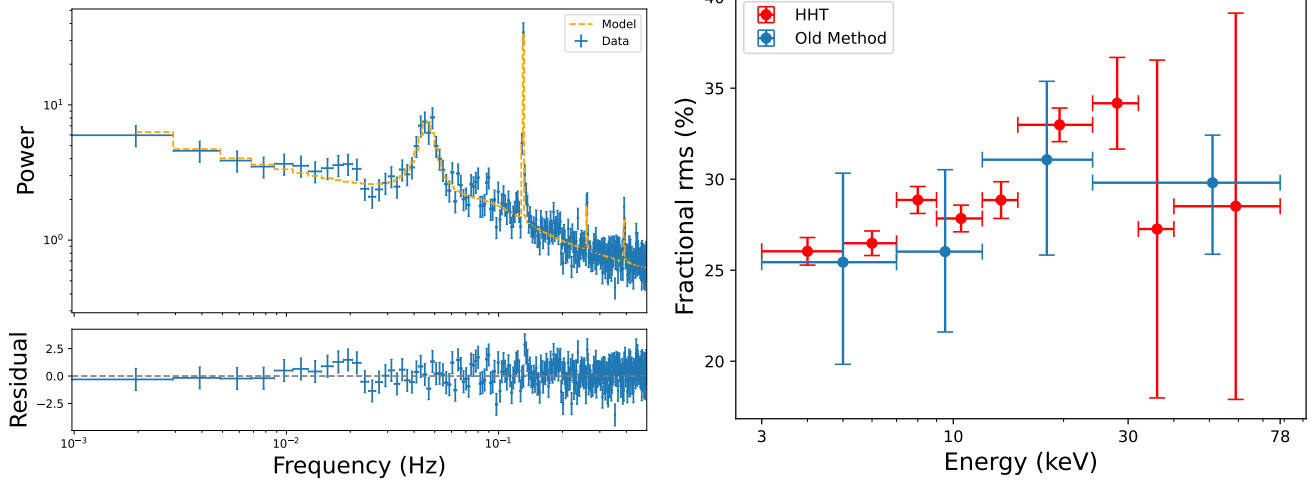 Model
Data
10¹
10⁰
Power
2.5
0.0
−2.5
Residual
10⁻³
10⁻²
10⁻¹
Frequency (Hz)
HHT
Old Method
40
35
30
25
20
Fractional rms (%)
3
10
30
78
Energy (keV)